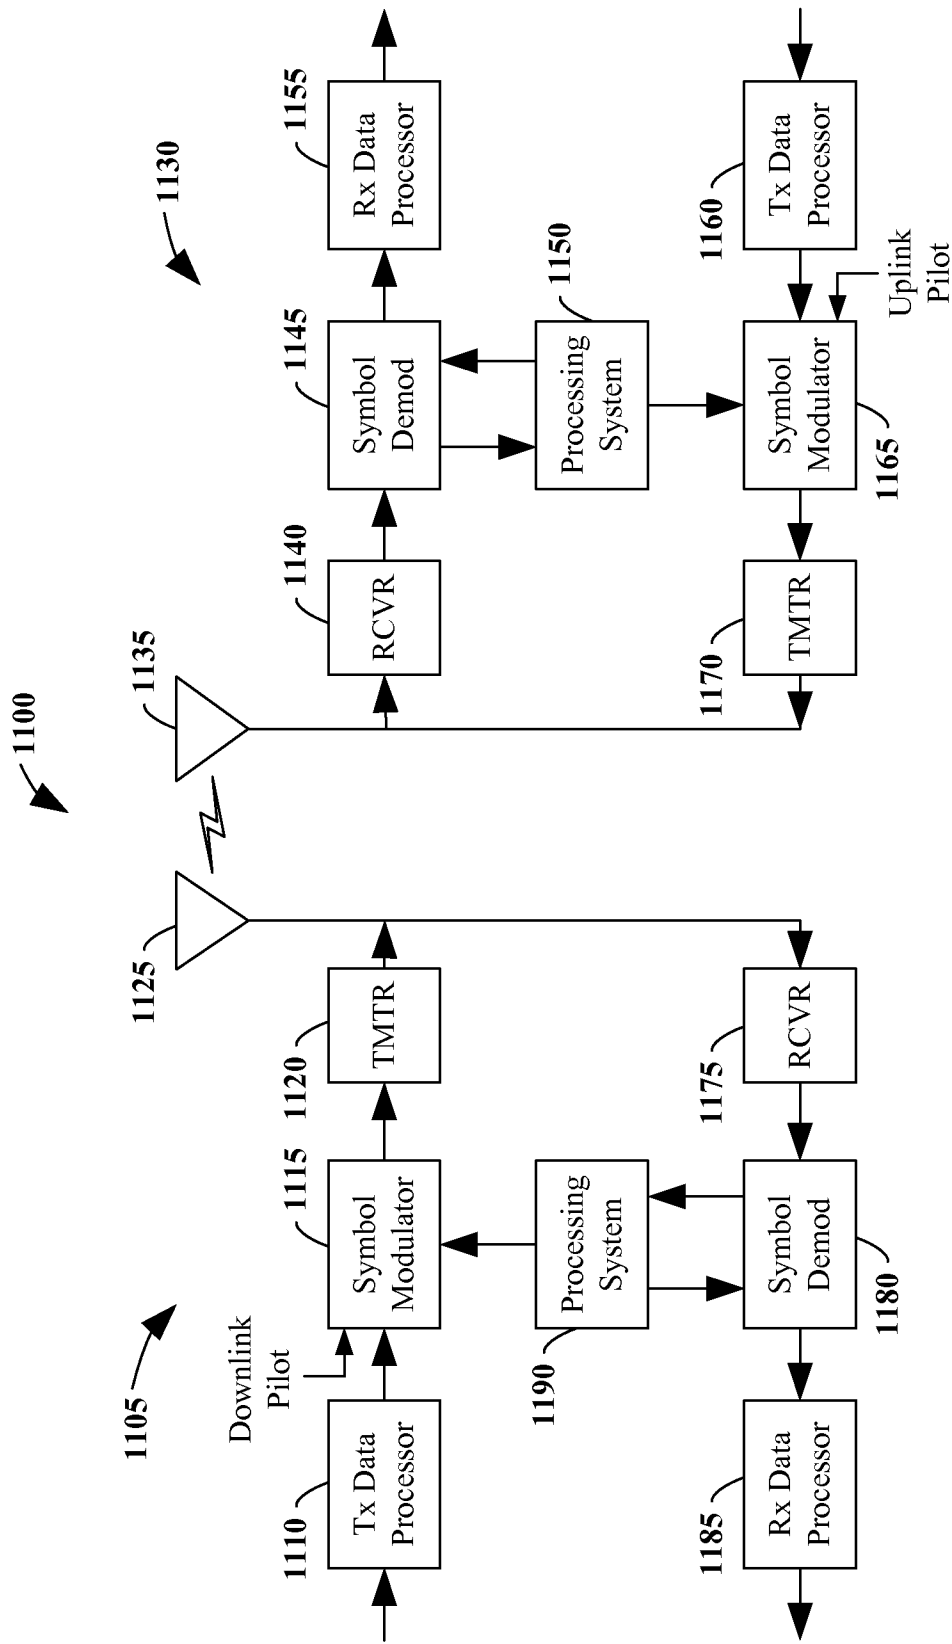 1100
1105
1125
1135
1130
Downlink
Pilot
1110
Tx Data
Processor
1115
Symbol
Modulator
1120
TMTR
1140
RCVR
1145
Symbol
Demod
1155
Rx Data
Processor
1190
Processing
System
1150
Processing
System
1185
Rx Data
Processor
1180
Symbol
Demod
1175
RCVR
1170
TMTR
1165
Symbol
Modulator
1160
Tx Data
Processor
Uplink
Pilot